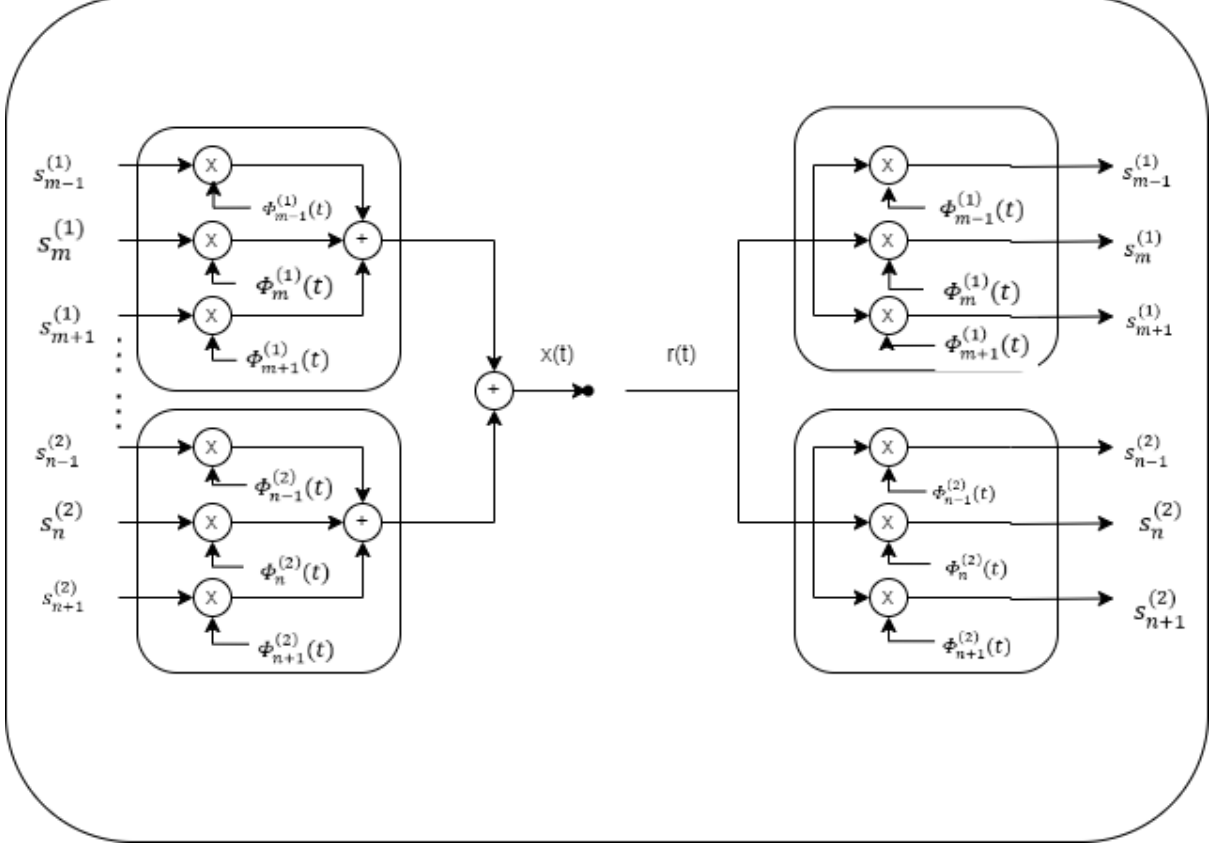 s_{m-1}^{(1)}
X
Φ_{m-1}^{(1)}(t)
s_m^{(1)}
X
+
Φ_m^{(1)}(t)
s_{m+1}^{(1)}
X
Φ_{m+1}^{(1)}(t)
s_{n-1}^{(2)}
X
Φ_{n-1}^{(2)}(t)
s_n^{(2)}
X
+
Φ_n^{(2)}(t)
s_{n+1}^{(2)}
X
Φ_{n+1}^{(2)}(t)
+
x(t)
r(t)
X
s_{m-1}^{(1)}
Φ_{m-1}^{(1)}(t)
X
s_m^{(1)}
Φ_m^{(1)}(t)
X
s_{m+1}^{(1)}
Φ_{m+1}^{(1)}(t)
X
s_{n-1}^{(2)}
Φ_{n-1}^{(2)}(t)
X
s_n^{(2)}
Φ_n^{(2)}(t)
X
s_{n+1}^{(2)}
Φ_{n+1}^{(2)}(t)